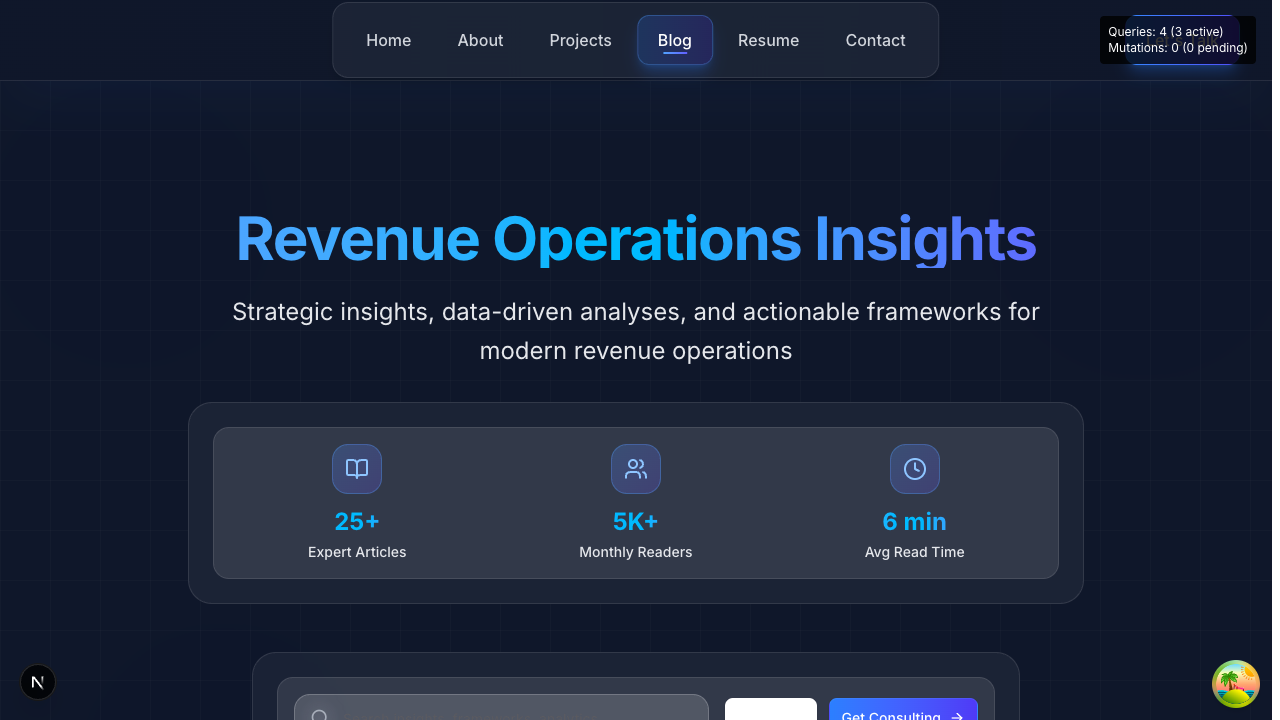 Home
About
Projects
Blog
Resume
Contact
Queries: 4 (3 active)
Mutations: 0 (0 pending)
Revenue Operations Insights
Strategic insights, data-driven analyses, and actionable frameworks for
modern revenue operations
25+
Expert Articles
5K+
Monthly Readers
6 min
Avg Read Time
Get Consulting
N